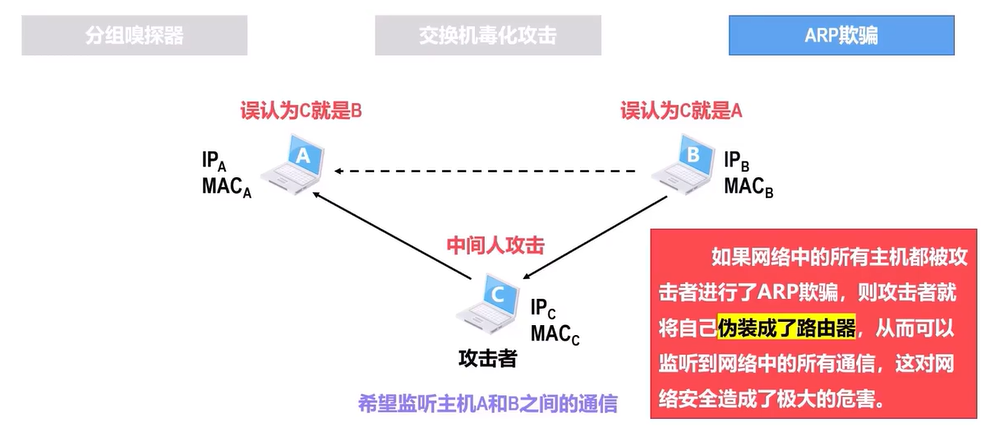 分组嗅探器
交换机毒化攻击
ARP欺骗
误认为C就是B
误认为C就是A
IPA
MACA
A
B
IPB
MACB
中间人攻击
C
IPC
MACC
攻击者
希望监听主机A和B之间的通信
如果网络中的所有主机都被攻
击者进行了ARP欺骗，则攻击者就
将自己伪装成了路由器，从而可以
监听到网络中的所有通信，这对网
络安全造成了极大的危害。